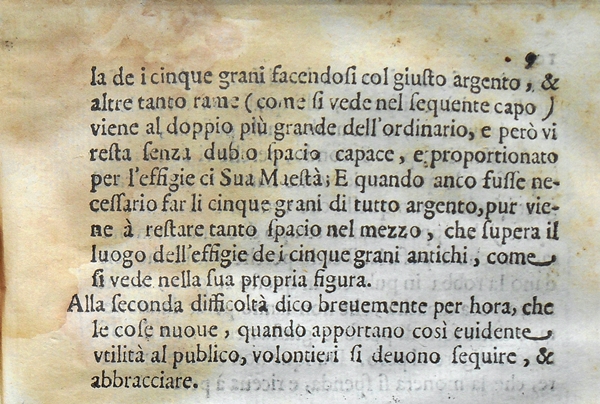 9
la de i cinque grani facendosi col giusto argento, &
altre tanto rame (come si vede nel sequente capo)
viene al doppio più grande dell'ordinario, e però vi
resta senza dubio spacio capace, e proportionato
per l'effigie di Sua Maestà; E quando anco fusse ne-
cessario far li cinque grani di tutto argento, pur vie-
ne à restare tanto spacio nel mezzo, che supera il
luogo dell'effigie de i cinque grani antichi, come
si vede nella sua propria figura.
Alla seconda difficoltà dico breuemente per hora, che
le cose nuoue, quando apportano così euidente
vtilità al publico, volontieri si deuono sequire, &
abbracciare.